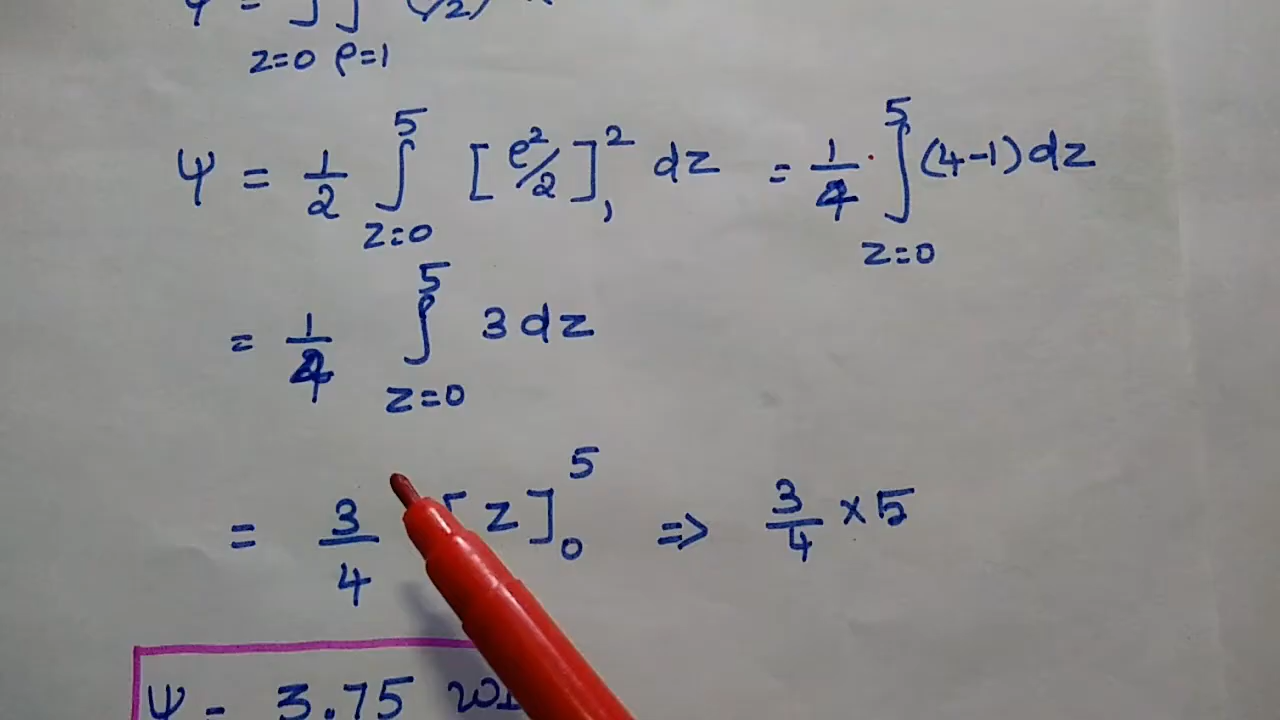 z=0 ρ=1
ψ = 1/2 ∫_{z=0}^{5} [ρ²/2]_1^2 dz = 1/4 · ∫_{z=0}^{5} (4-1) dz
= 1/4 ∫_{z=0}^{5} 3 dz
= 3/4 [z]_0^5 ⇒ 3/4 × 5
ψ = 3.75